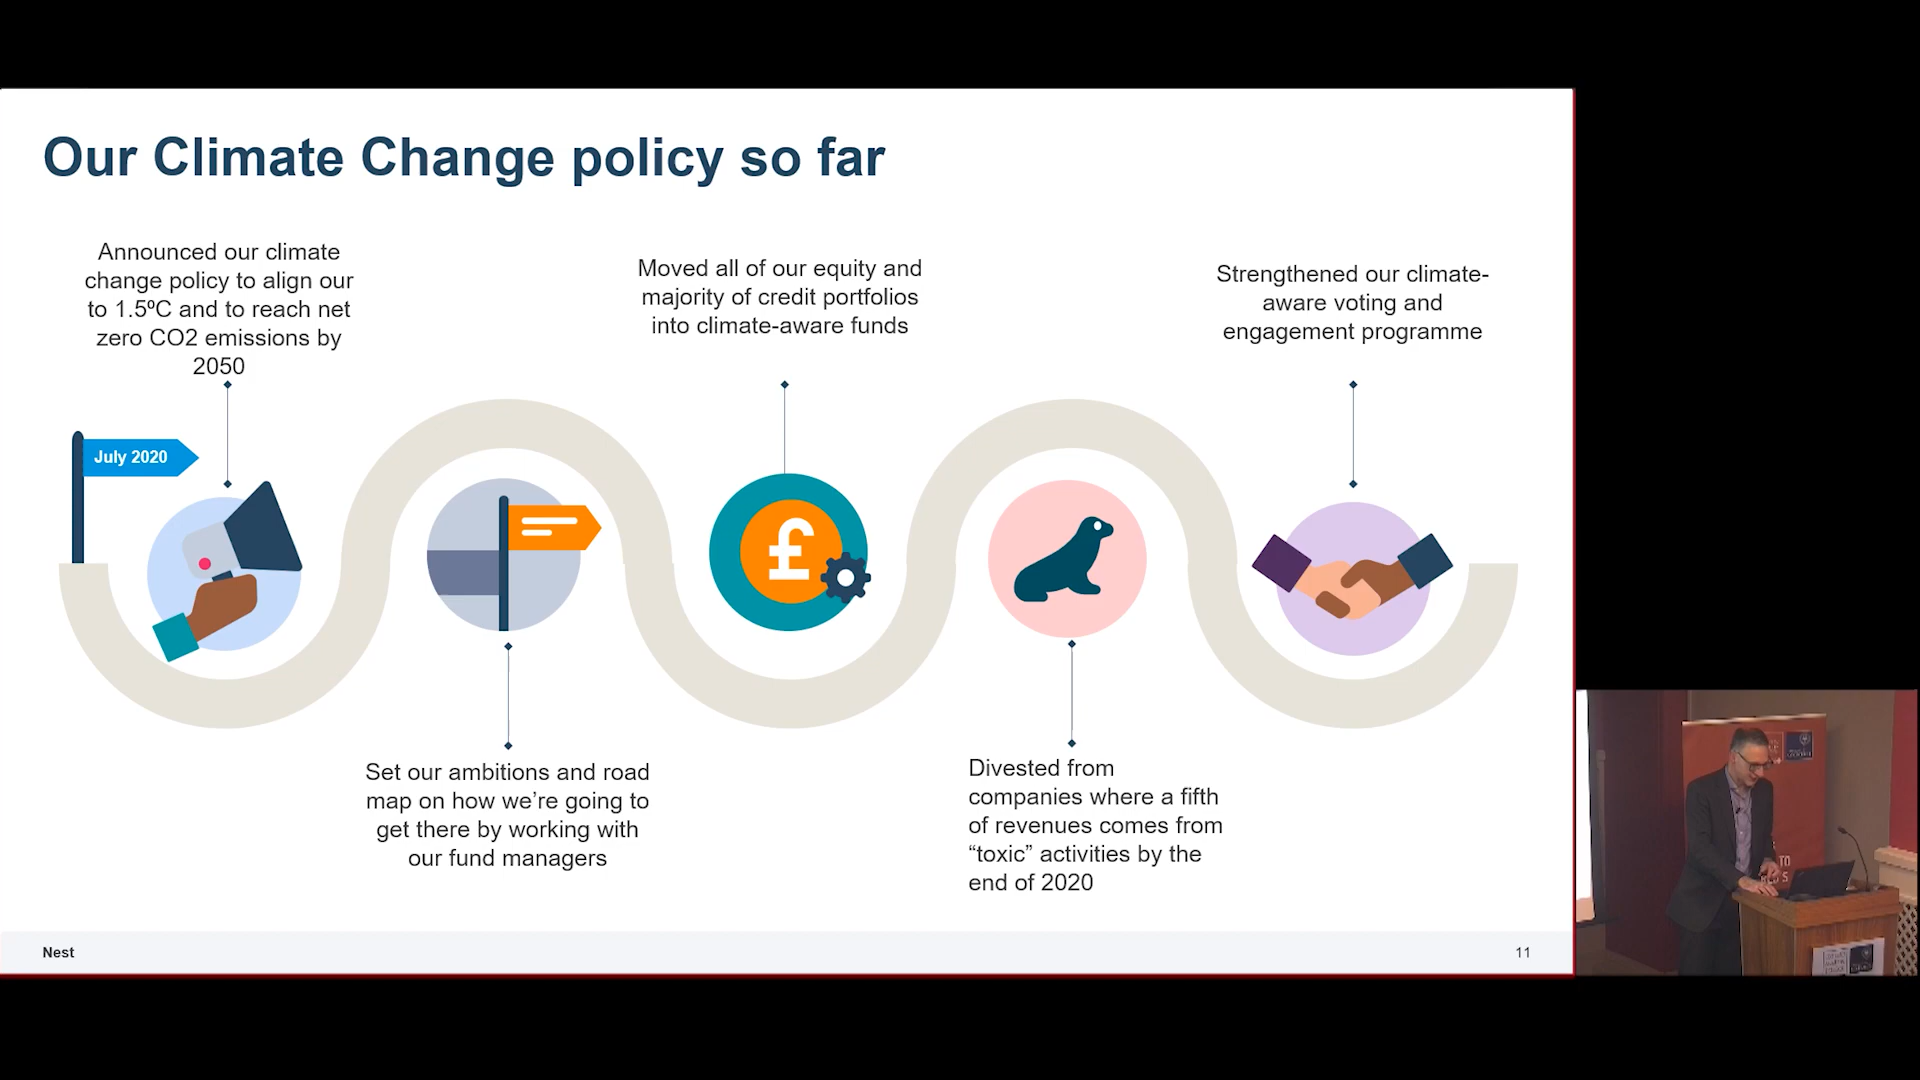 Our Climate Change policy so far
Announced our climate
change policy to align our
to 1.5ºC and to reach net
zero CO2 emissions by
2050
July 2020
Set our ambitions and road
map on how we’re going to
get there by working with
our fund managers
Moved all of our equity and
majority of credit portfolios
into climate-aware funds
£
Divested from
companies where a fifth
of revenues comes from
“toxic” activities by the
end of 2020
Strengthened our climate-
aware voting and
engagement programme
Nest
11
TO